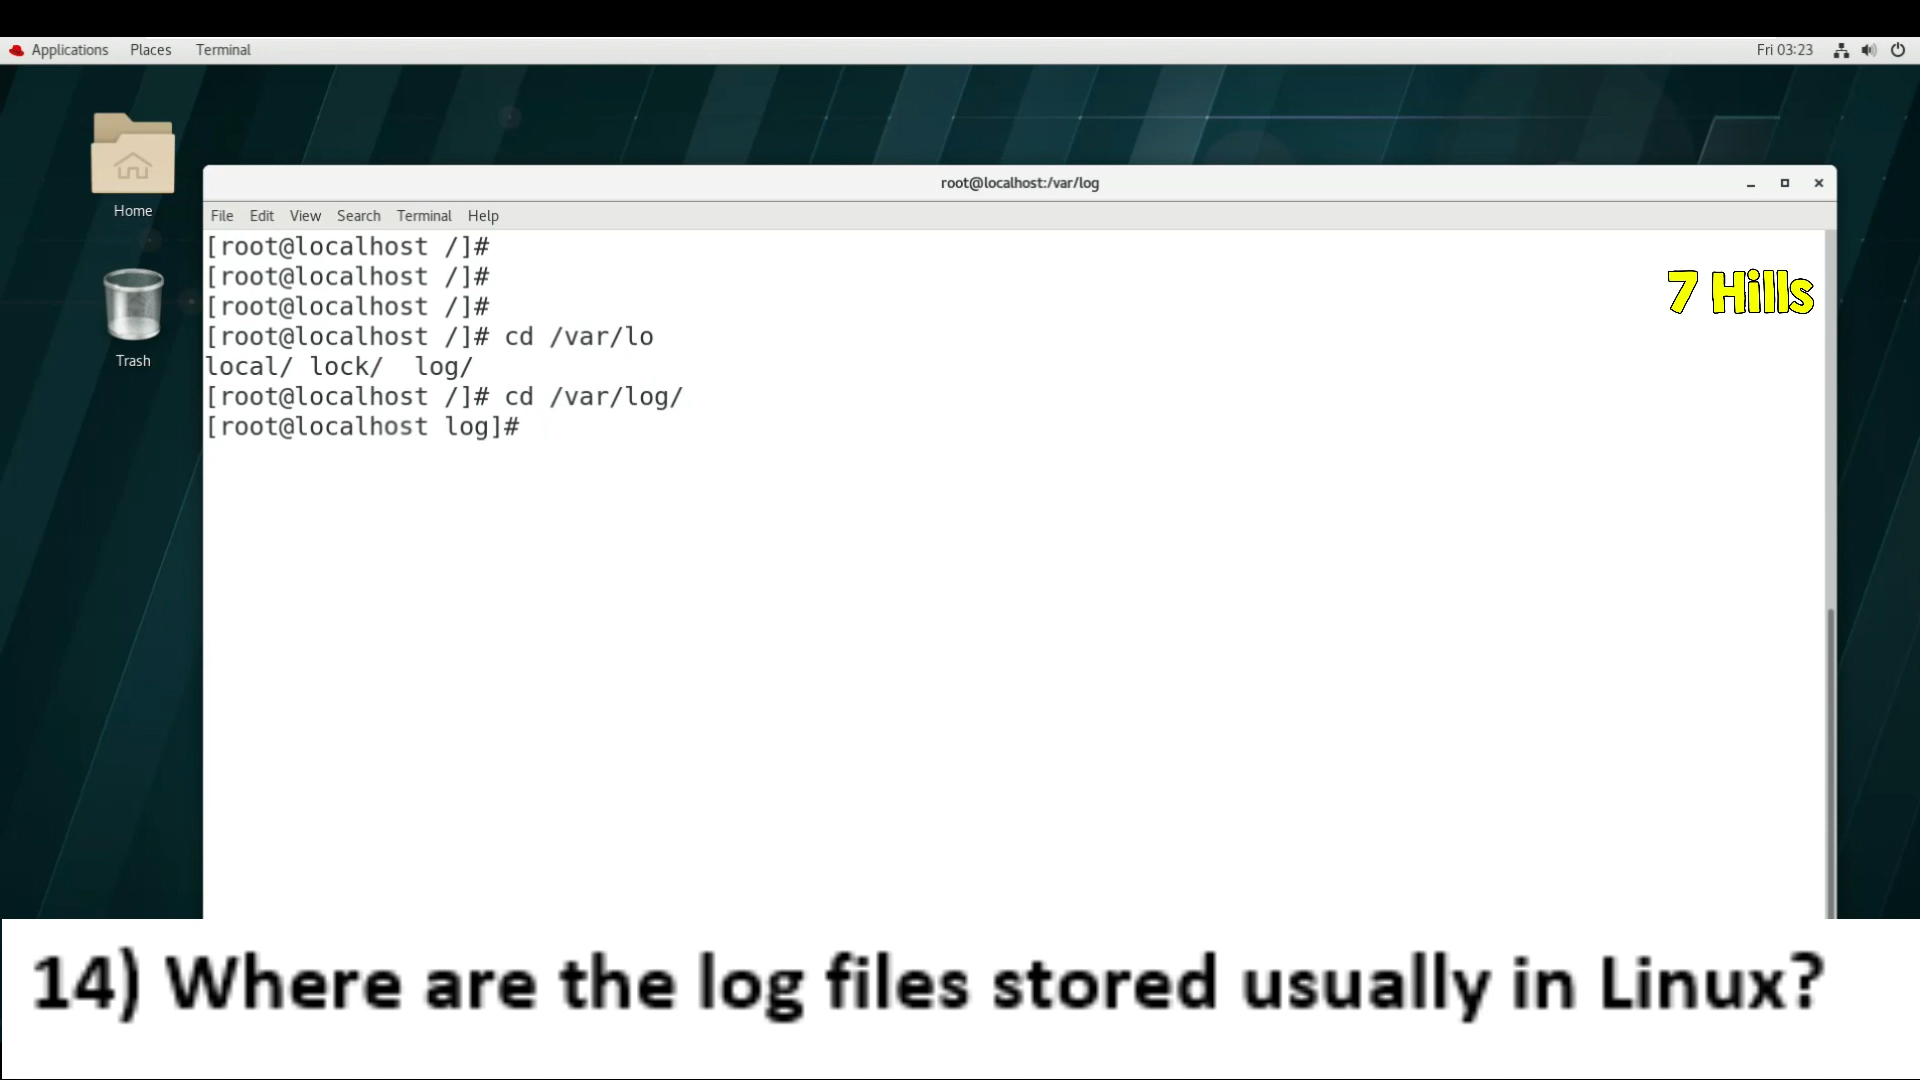 Applications Places Terminal Fri 03:23
Home
Trash
root@localhost:/var/log
File Edit View Search Terminal Help
[root@localhost /]#
[root@localhost /]#
[root@localhost /]#
[root@localhost /]# cd /var/lo
local/ lock/  log/
[root@localhost /]# cd /var/log/
[root@localhost log]#
7 Hills
14) Where are the log files stored usually in Linux?